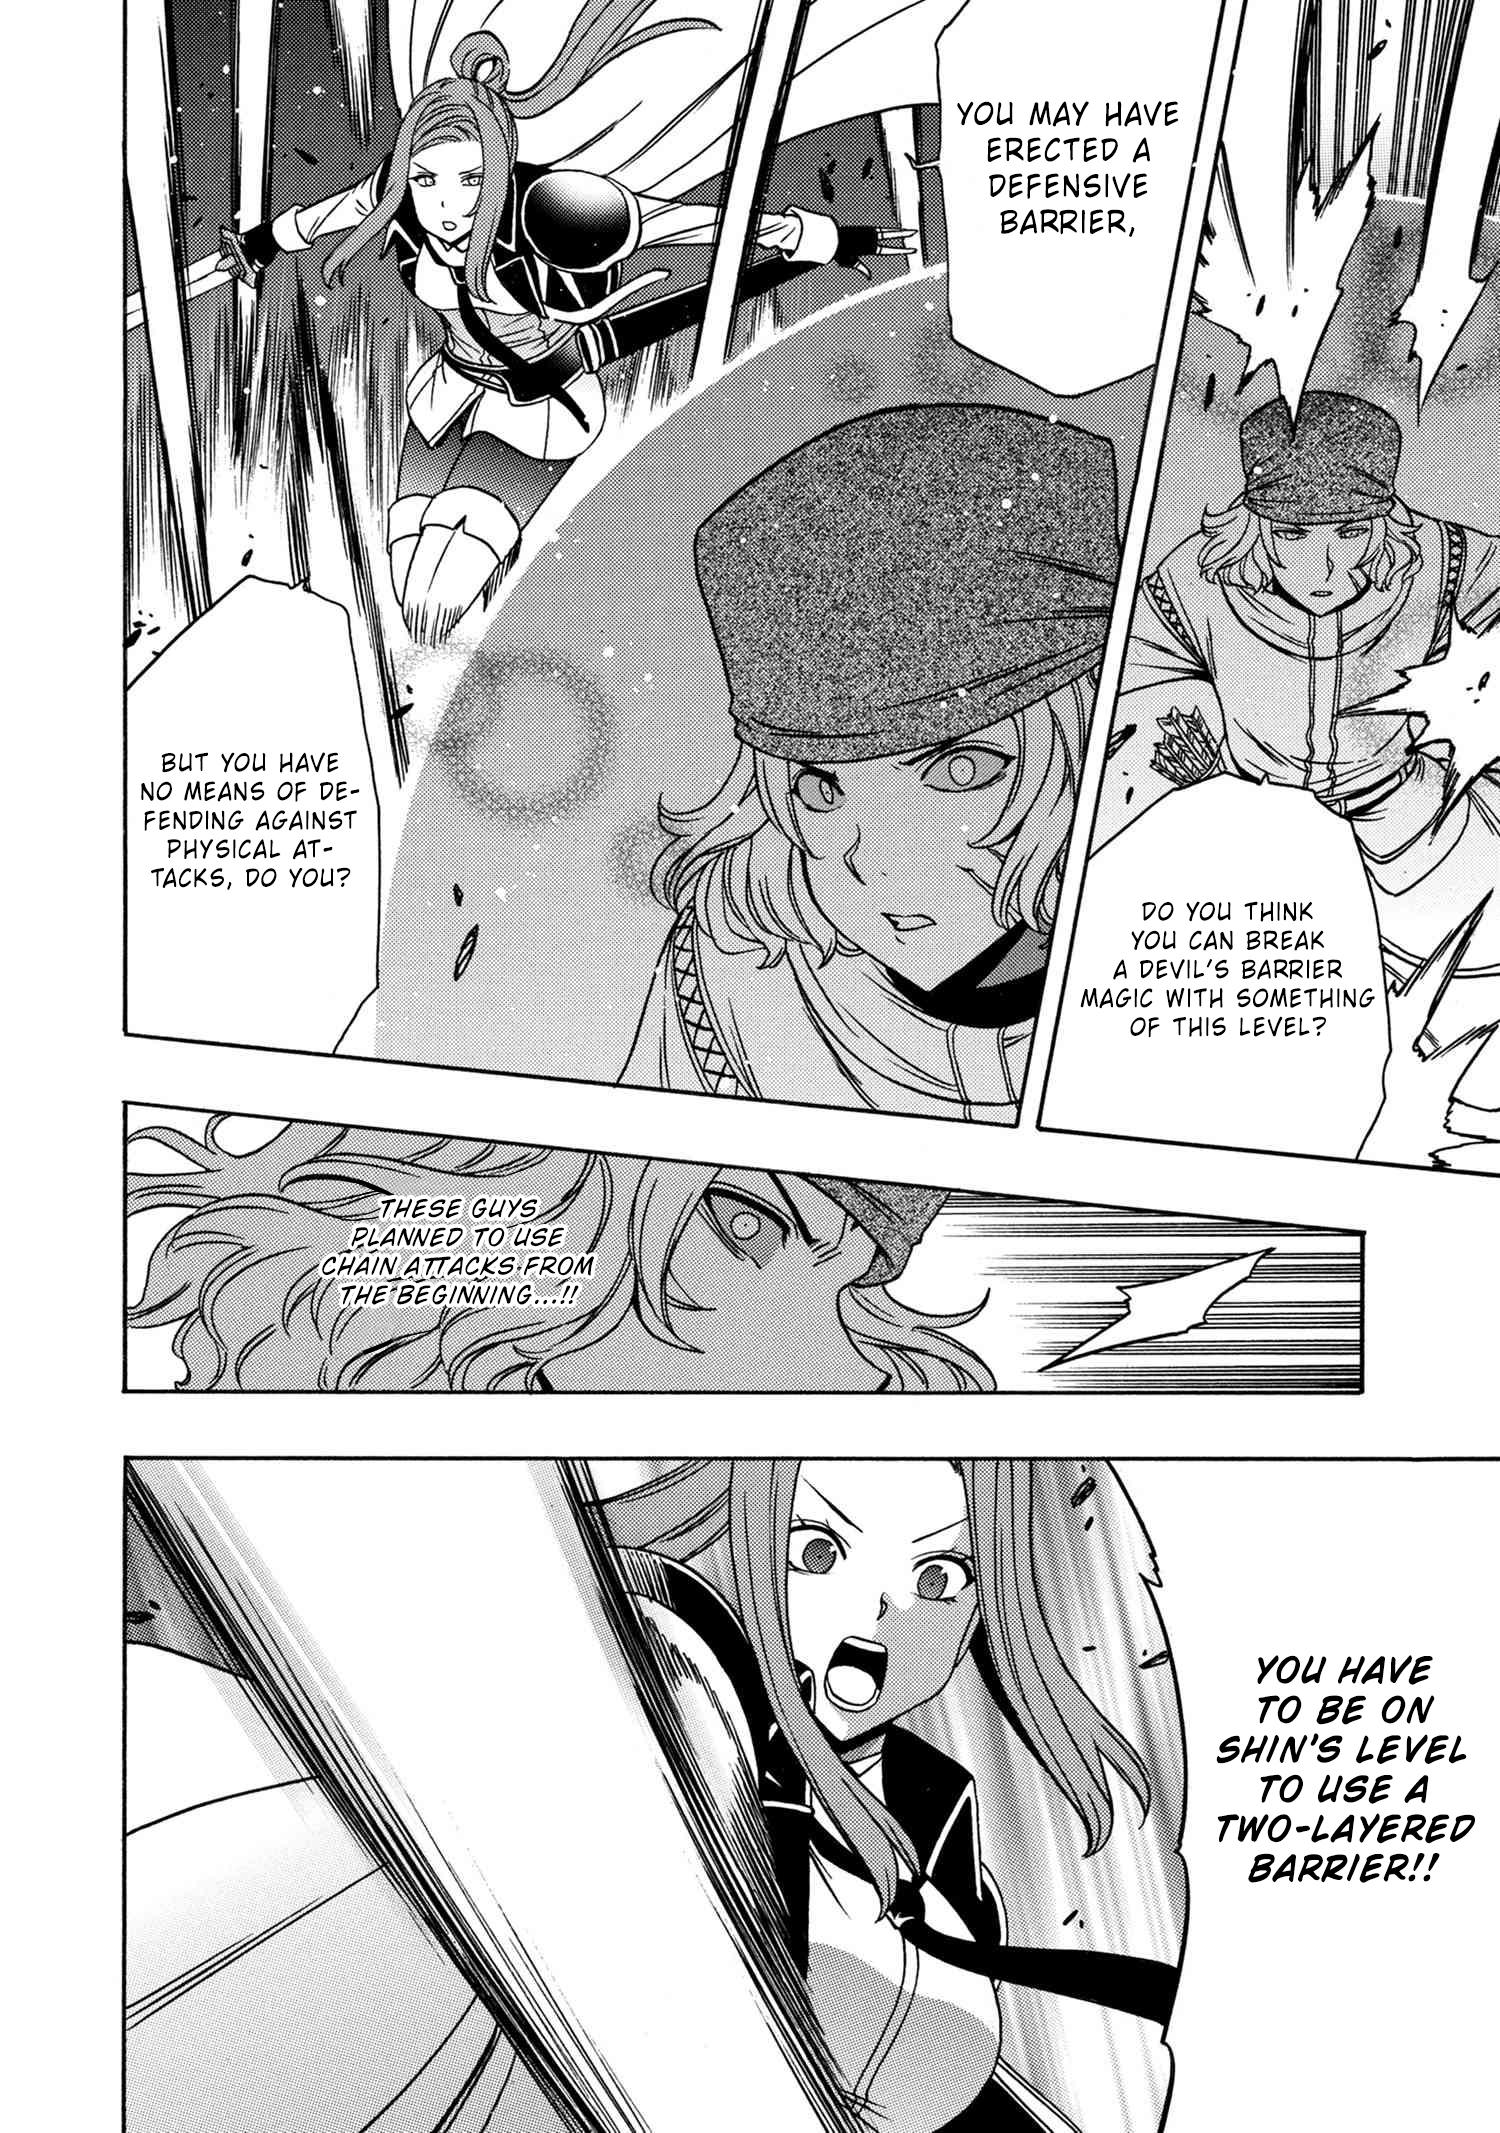 DO YOU THINK
YOU CAN BREAK
A DEVIL'S BARRIER
MAGIC WITH SOMETHING
OF THIS LEVEL?
YOU MAY HAVE
ERECTED A
DEFENSIVE
BARRIER,
BUT YOU HAVE
NO MEANS OF DE-
FENDING AGAINST
PHYSICAL AT-
TACKS, DO YOU?
THESE GUYS
PLANNED TO USE
CHAIN ATTACKS FROM
THE BEGINNING...!!
YOU HAVE
TO BE ON
SHIN'S LEVEL
TO USE A
TWO-LAYERED
BARRIER!!